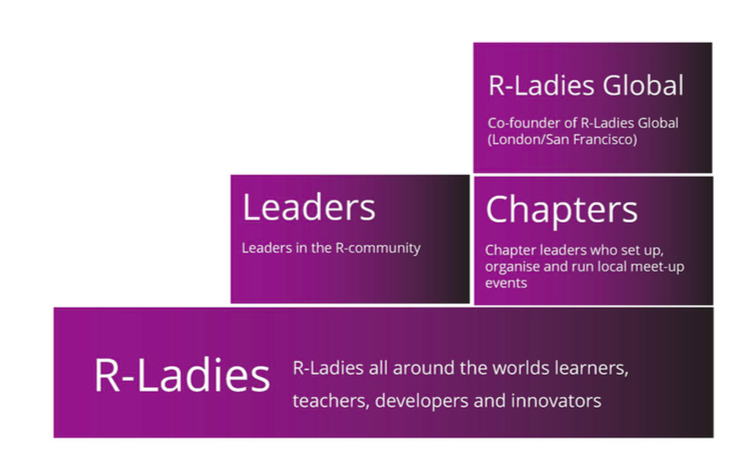 R-Ladies Global
Co-founder of R-Ladies Global
(London/San Francisco)
Leaders
Leaders in the R-community
Chapters
Chapter leaders who set up,
organise and run local meet-up
events
R-Ladies
R-Ladies all around the worlds learners,
teachers, developers and innovators